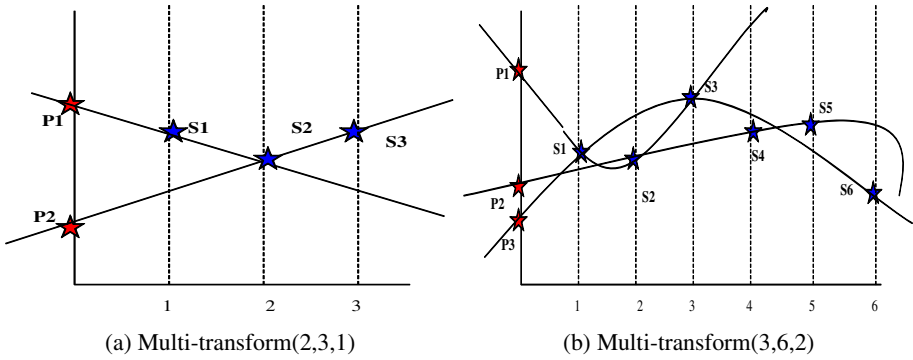 P1
S1
S2
S3
P2
1
2
3
(a) Multi-transform(2,3,1)
P1
S3
S5
S1
S4
P2
S2
S6
P3
1
2
3
4
5
6
(b) Multi-transform(3,6,2)